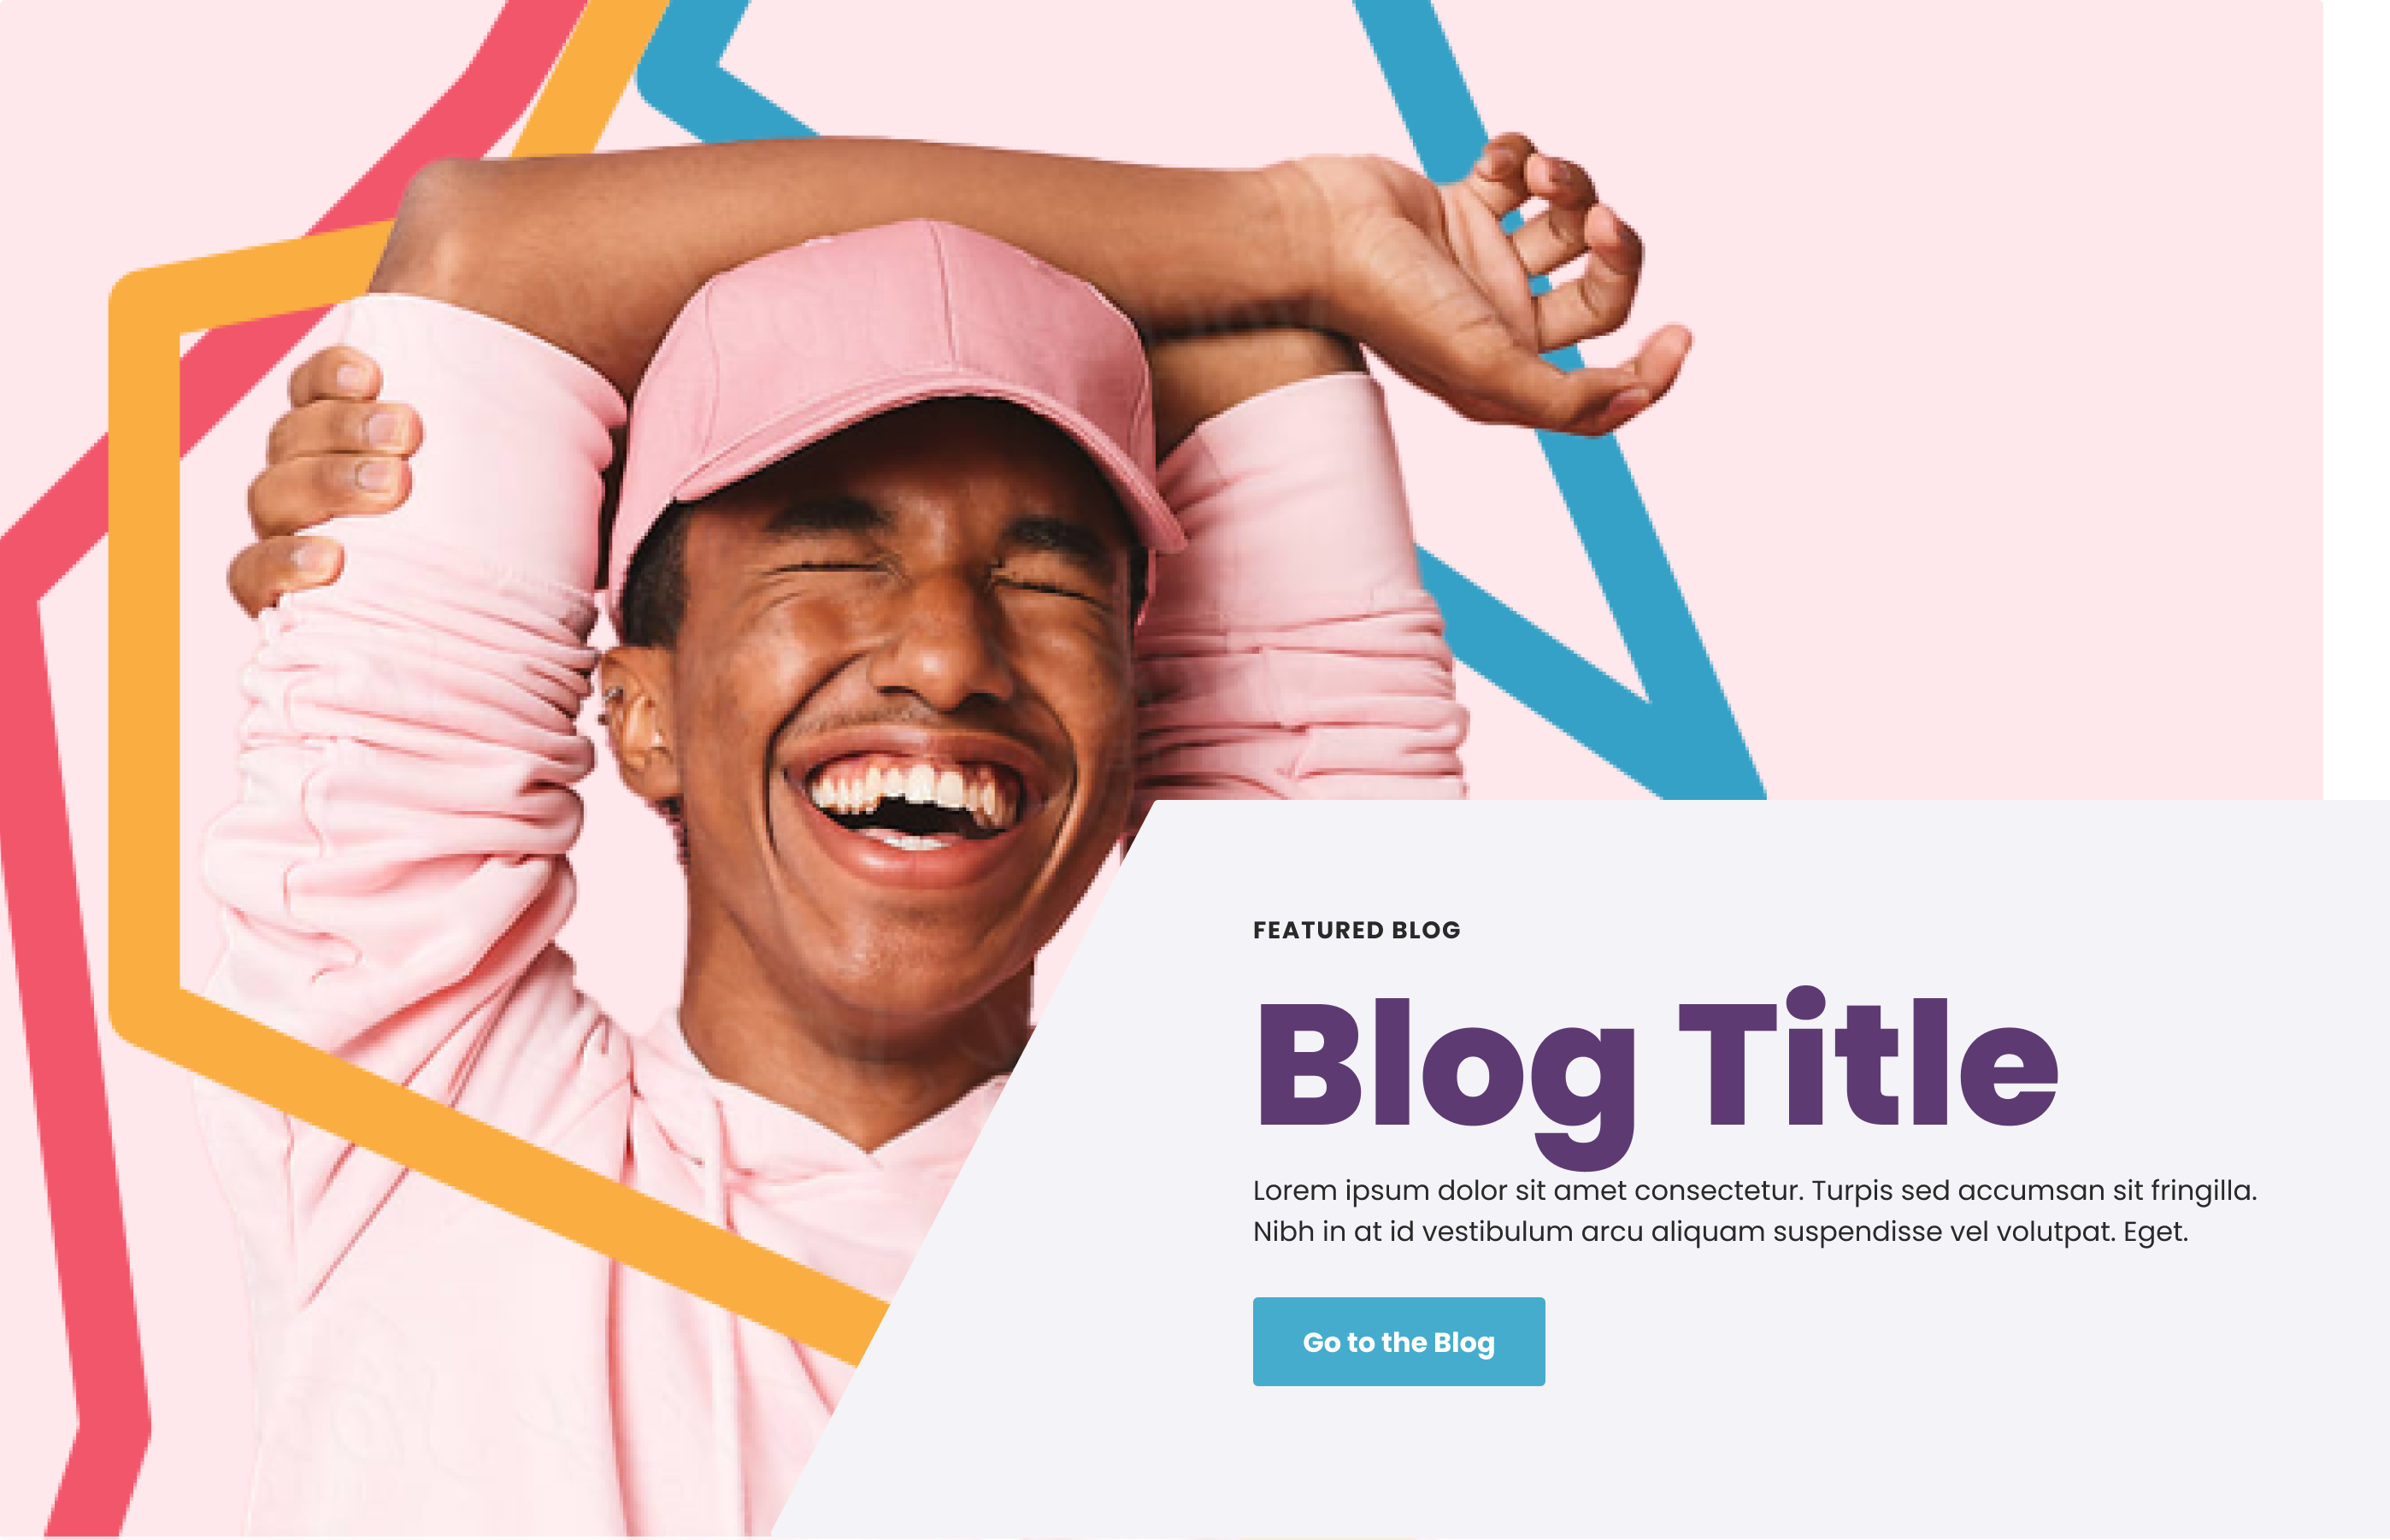 FEATURED BLOG
Blog Title
Lorem ipsum dolor sit amet consectetur. Turpis sed accumsan sit fringilla.
Nibh in at id vestibulum arcu aliquam suspendisse vel volutpat. Eget.
Go to the Blog